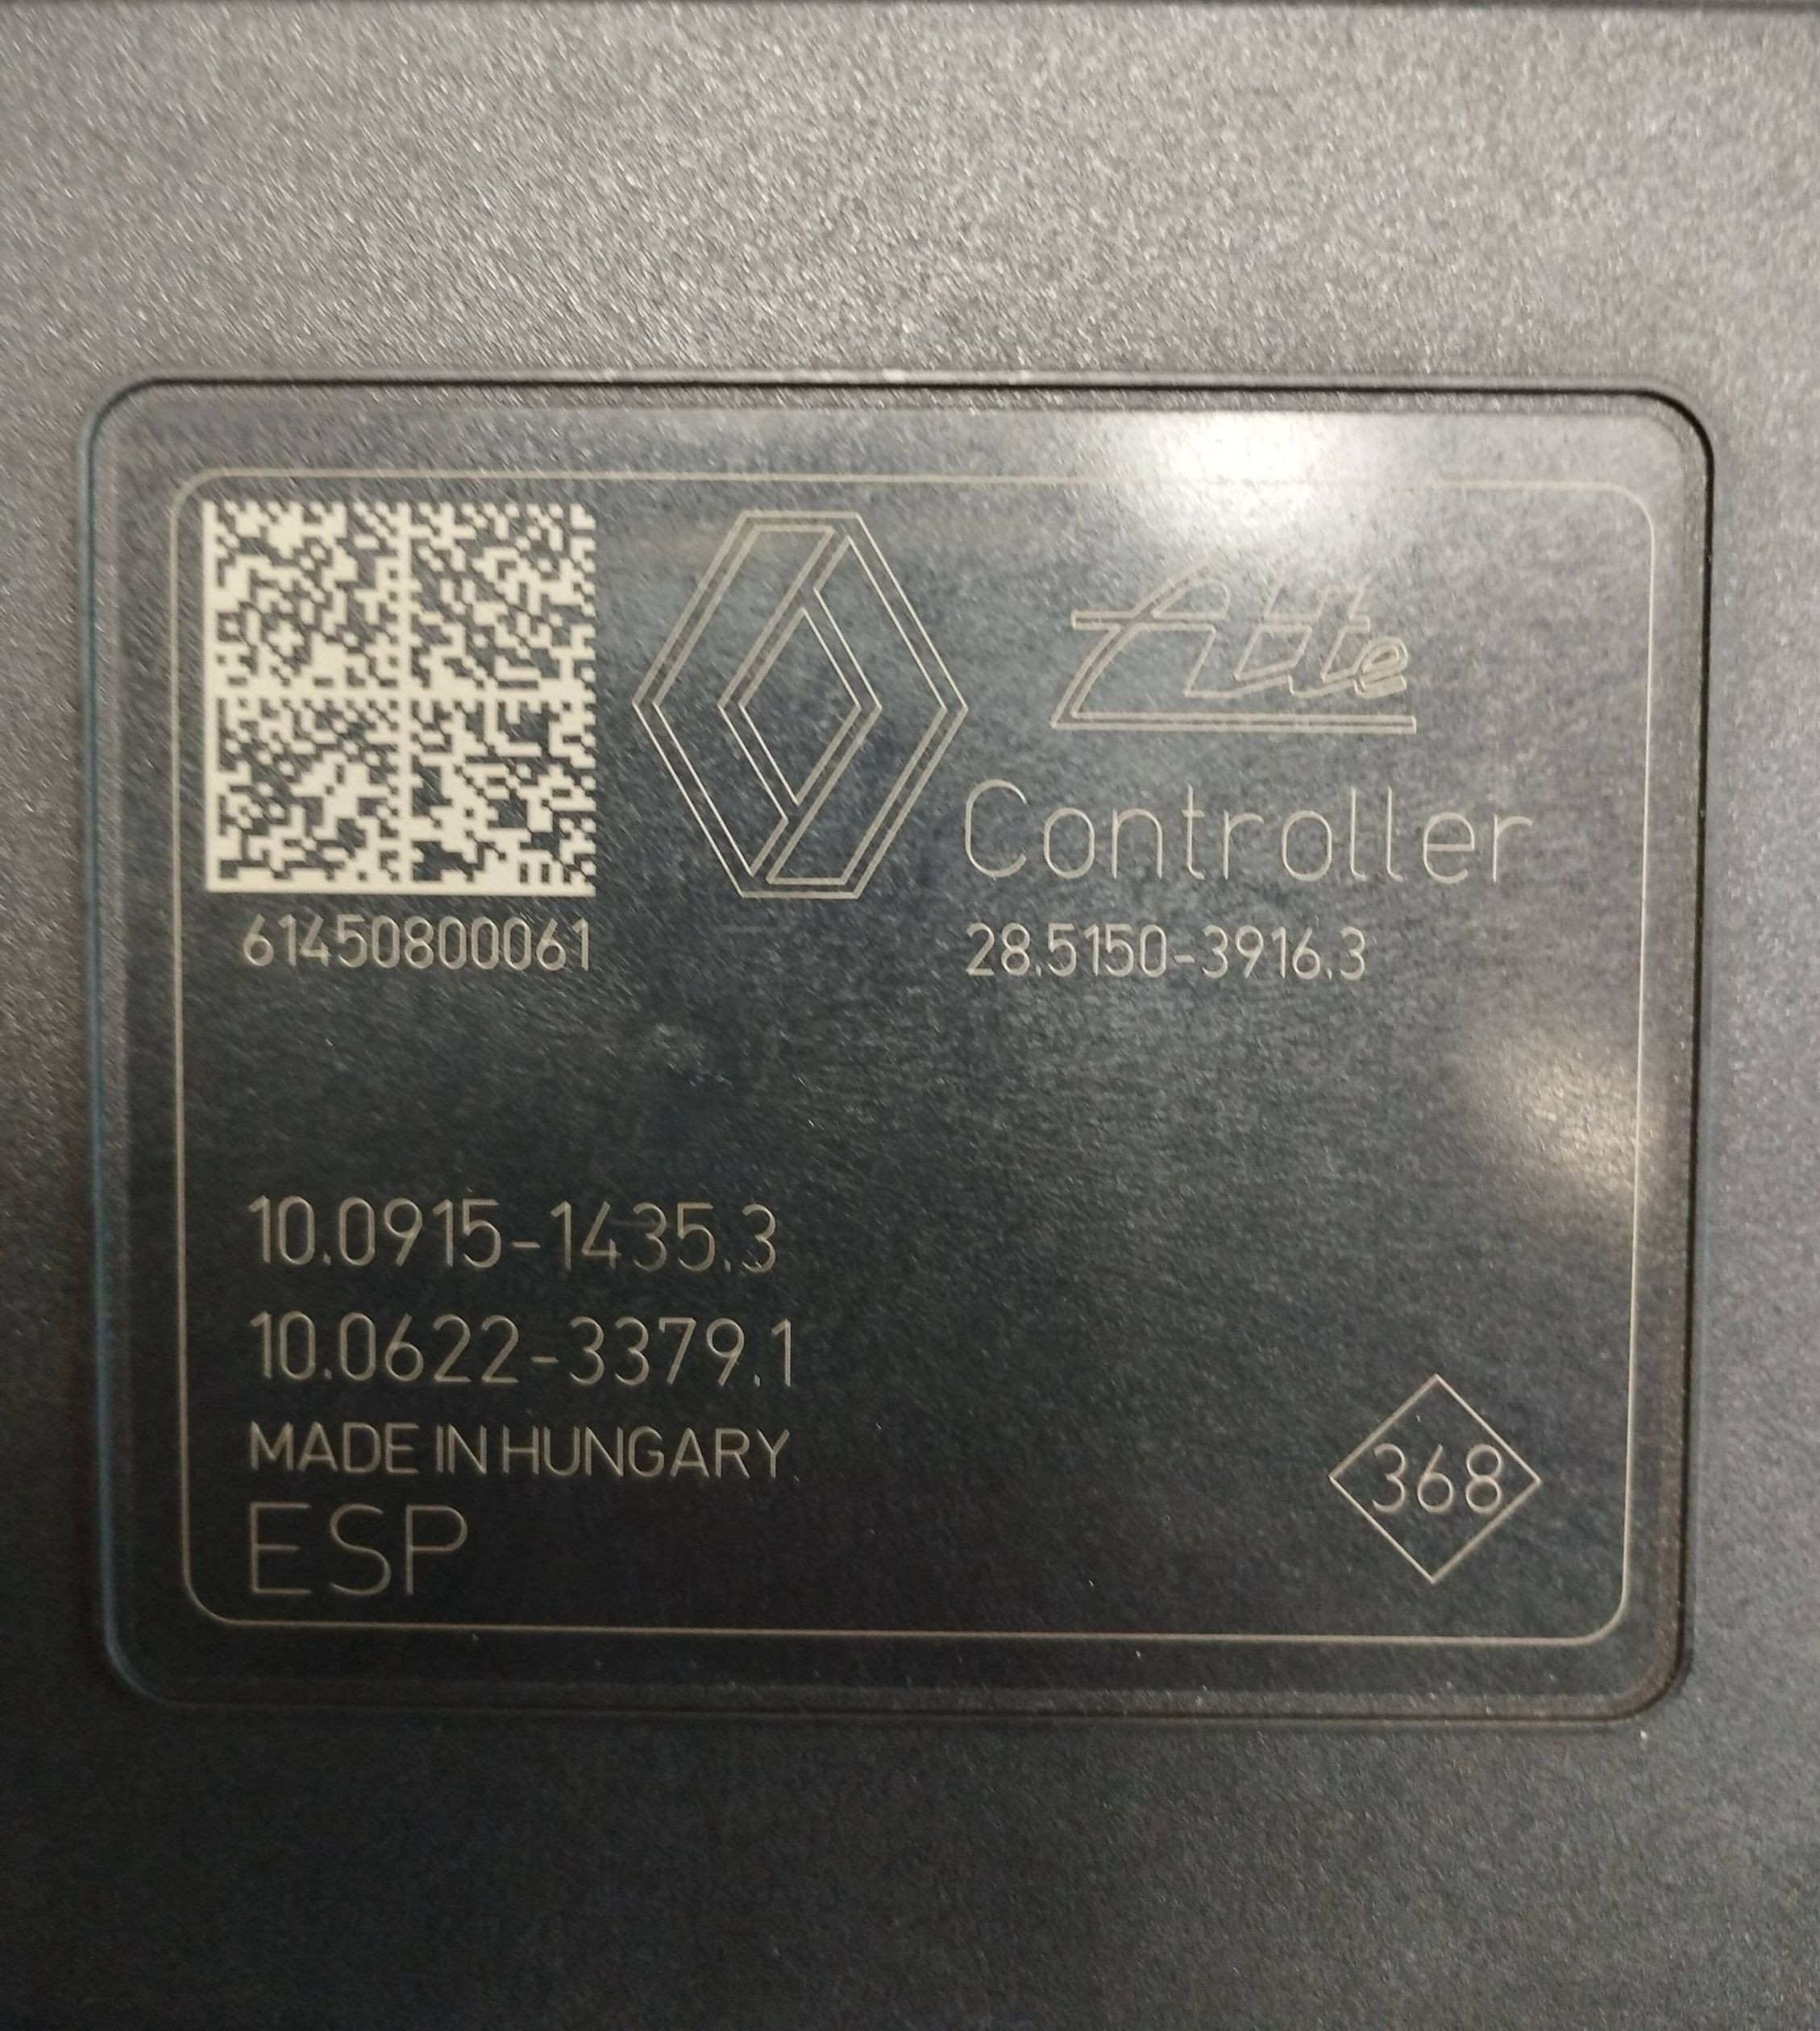 Ate
Controller
61450800061
28.5150-3916.3
10.0915-1435.3
10.0622-3379.1
MADE IN HUNGARY
ESP
368